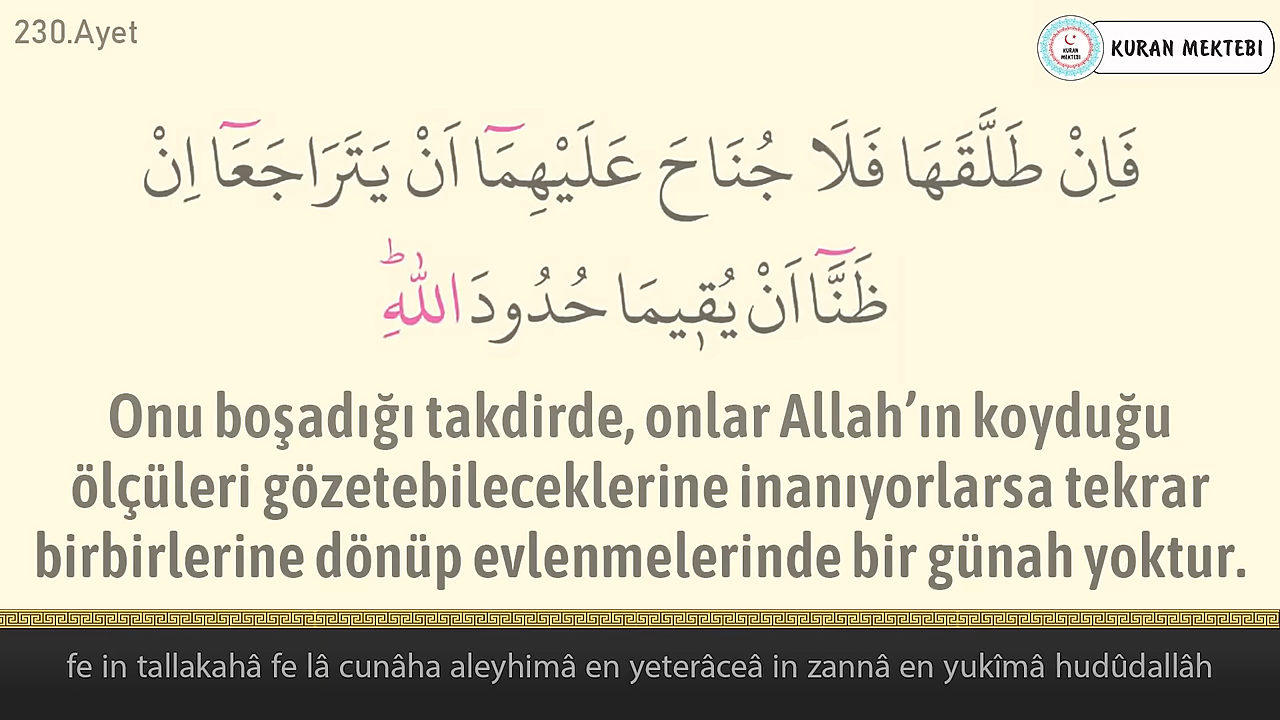 230.Ayet
KURAN MEKTEBI
KURAN
MEKTEBI
فَاِنْ طَلَّقَهَا فَلَا جُنَاحَ عَلَيْهِمَٓا اَنْ يَتَرَاجَعَٓا اِنْ
ظَنَّٓا اَنْ يُق۪يمَا حُدُودَ اللّٰهِۜ
Onu boşadığı takdirde, onlar Allah’ın koyduğu
ölçüleri gözetebileceklerine inanıyorlarsa tekrar
birbirlerine dönüp evlenmelerinde bir günah yoktur.
fe in tallakahâ fe lâ cunâha aleyhimâ en yeterâceâ in zannâ en yukîmâ hudûdallâh